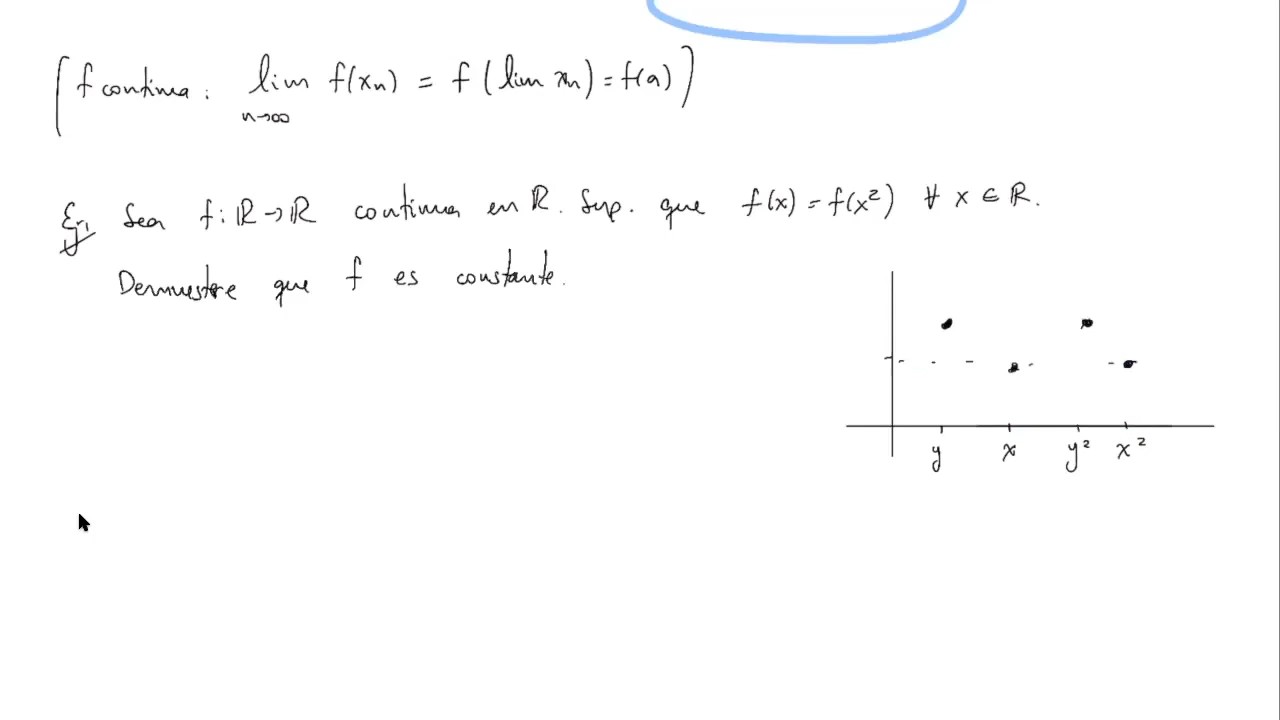 f continua : lim f(xn) = f(lim xn) = f(a)
n→∞
Ej Sea f: ℝ→ℝ continua en ℝ. Sup. que f(x) = f(x²) ∀ x ∈ ℝ.
Demuestre que f es constante.
y x y² x²